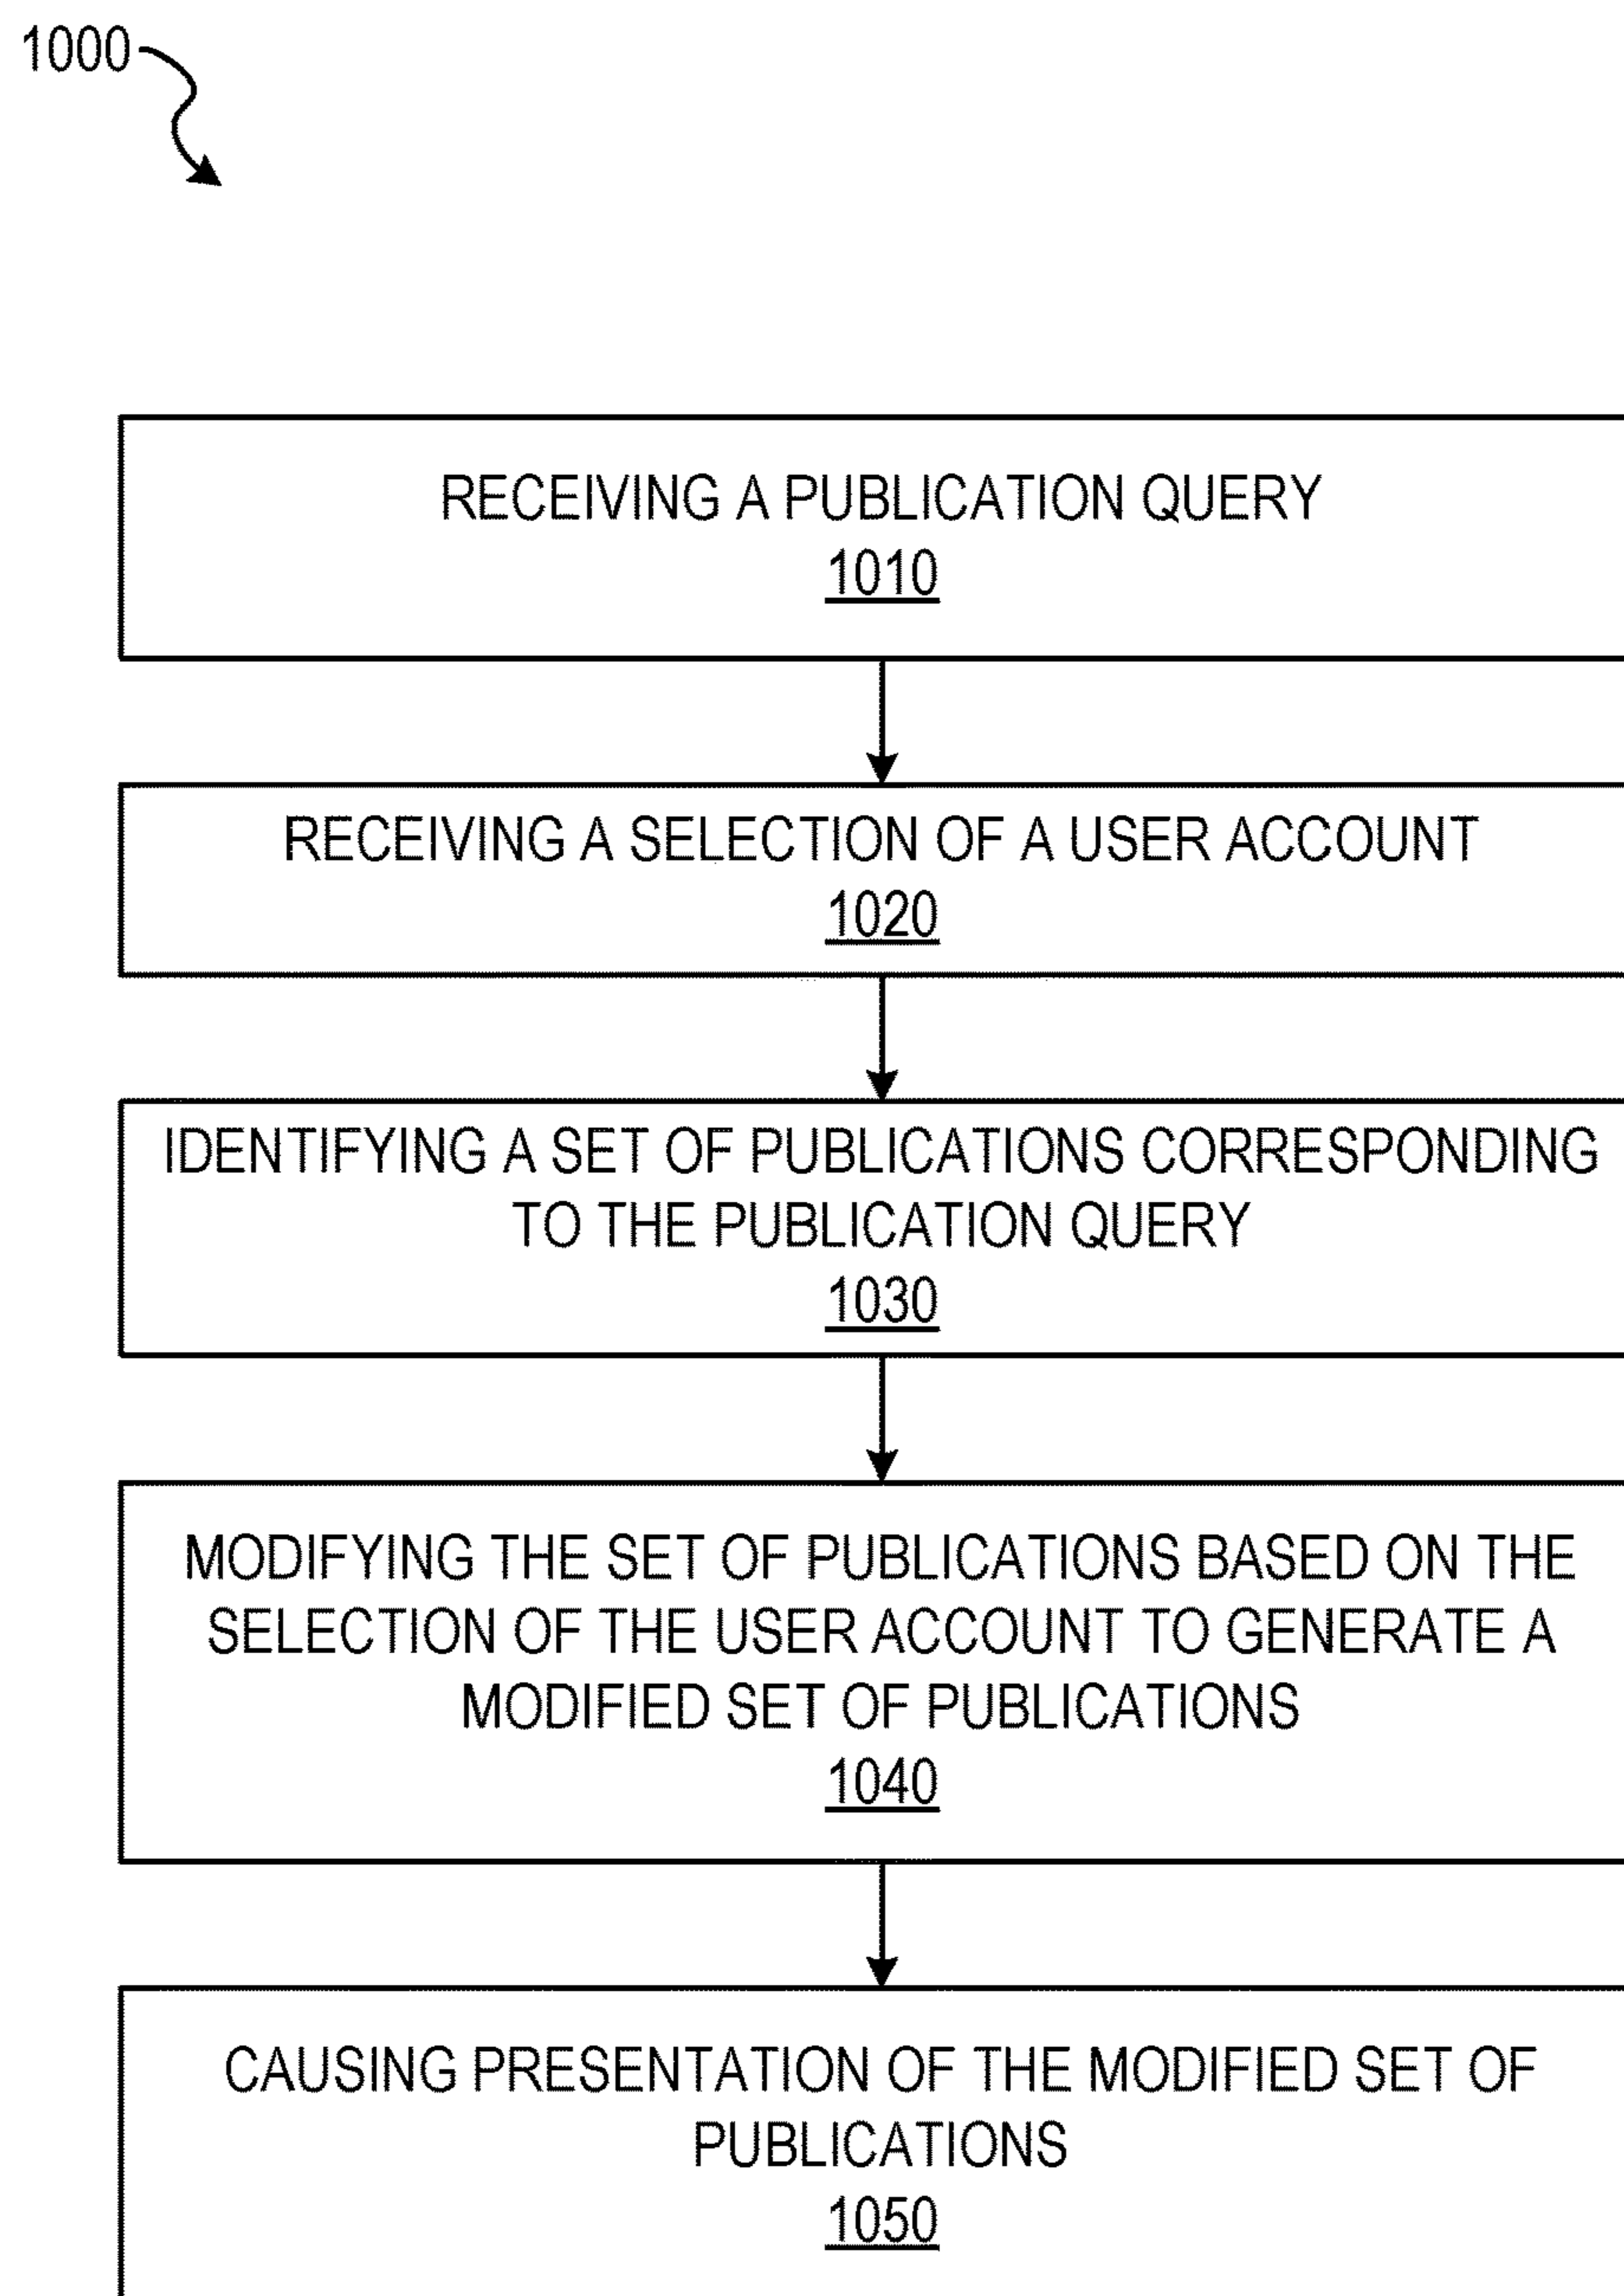 1000
RECEIVING A PUBLICATION QUERY
1010
RECEIVING A SELECTION OF A USER ACCOUNT
1020
IDENTIFYING A SET OF PUBLICATIONS CORRESPONDING
TO THE PUBLICATION QUERY
1030
MODIFYING THE SET OF PUBLICATIONS BASED ON THE
SELECTION OF THE USER ACCOUNT TO GENERATE A
MODIFIED SET OF PUBLICATIONS
1040
CAUSING PRESENTATION OF THE MODIFIED SET OF
PUBLICATIONS
1050